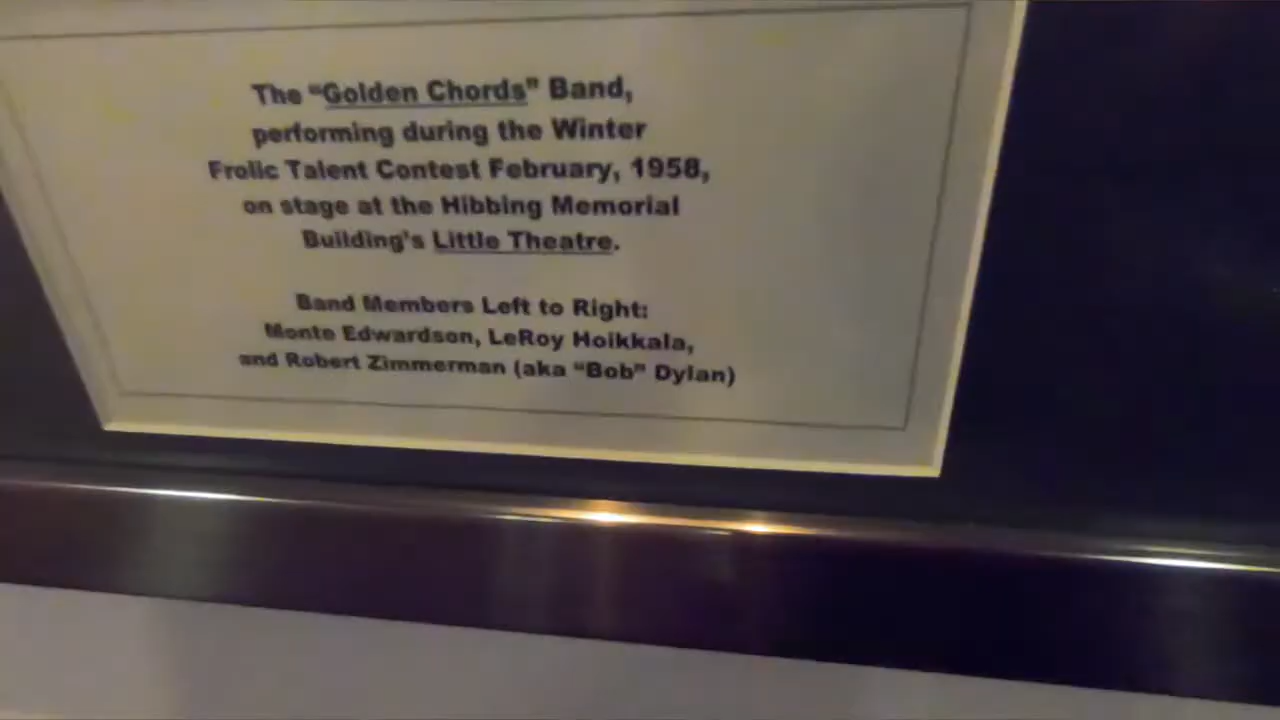 The "Golden Chords" Band,
performing during the Winter
Frolic Talent Contest February, 1958,
on stage at the Hibbing Memorial
Building's Little Theatre.
Band Members Left to Right:
Monte Edwardson, LeRoy Hoikkala,
and Robert Zimmerman (aka "Bob" Dylan)